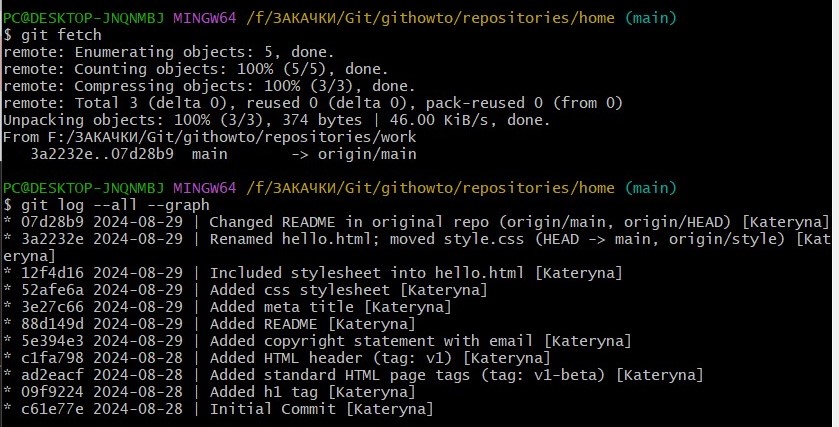 PC@DESKTOP-JNQNMBJ MINGW64 /f/ЗАКАЧКИ/Git/githowto/repositories/home (main)
$ git fetch
remote: Enumerating objects: 5, done.
remote: Counting objects: 100% (5/5), done.
remote: Compressing objects: 100% (3/3), done.
remote: Total 3 (delta 0), reused 0 (delta 0), pack-reused 0 (from 0)
Unpacking objects: 100% (3/3), 374 bytes | 46.00 KiB/s, done.
From F:/ЗАКАЧКИ/Git/githowto/repositories/work
   3a2232e..07d28b9  main       -> origin/main
PC@DESKTOP-JNQNMBJ MINGW64 /f/ЗАКАЧКИ/Git/githowto/repositories/home (main)
$ git log --all --graph
* 07d28b9 2024-08-29 | Changed README in original repo (origin/main, origin/HEAD) [Kateryna]
* 3a2232e 2024-08-29 | Renamed hello.html; moved style.css (HEAD -> main, origin/style) [Kat
eryna]
* 12f4d16 2024-08-29 | Included stylesheet into hello.html [Kateryna]
* 52afe6a 2024-08-29 | Added css stylesheet [Kateryna]
* 3e27c66 2024-08-29 | Added meta title [Kateryna]
* 88d149d 2024-08-29 | Added README [Kateryna]
* 5e394e3 2024-08-29 | Added copyright statement with email [Kateryna]
* c1fa798 2024-08-28 | Added HTML header (tag: v1) [Kateryna]
* ad2eacf 2024-08-28 | Added standard HTML page tags (tag: v1-beta) [Kateryna]
* 09f9224 2024-08-28 | Added h1 tag [Kateryna]
* c61e77e 2024-08-28 | Initial Commit [Kateryna]